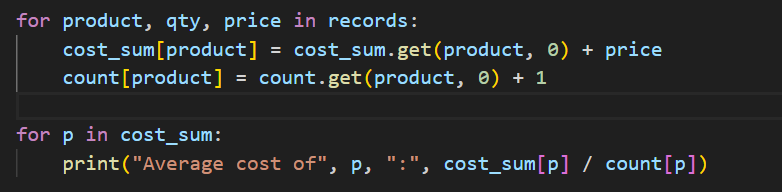 for product, qty, price in records:
    cost_sum[product] = cost_sum.get(product, 0) + price
    count[product] = count.get(product, 0) + 1

for p in cost_sum:
    print("Average cost of", p, ":", cost_sum[p] / count[p])